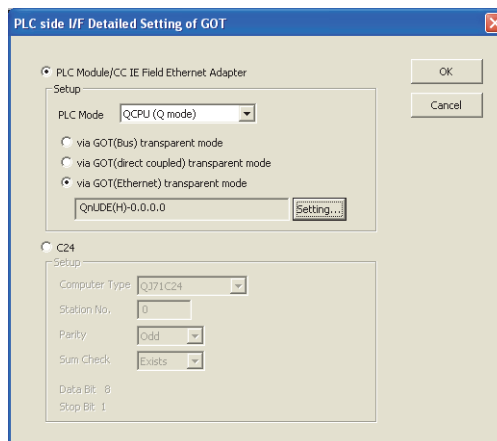 PLC side I/F Detailed Setting of GOT
PLC Module/CC IE Field Ethernet Adapter
OK
Setup
Cancel
PLC Mode QCPU (Q mode)
via GOT(Bus) transparent mode
via GOT(direct coupled) transparent mode
via GOT(Ethernet) transparent mode
QnUDE(H)-0.0.0.0 Setting...
C24
Setup
Computer Type QJ71C24
Station No. 0
Parity Odd
Sum Check Exists
Data Bit 8
Stop Bit 1